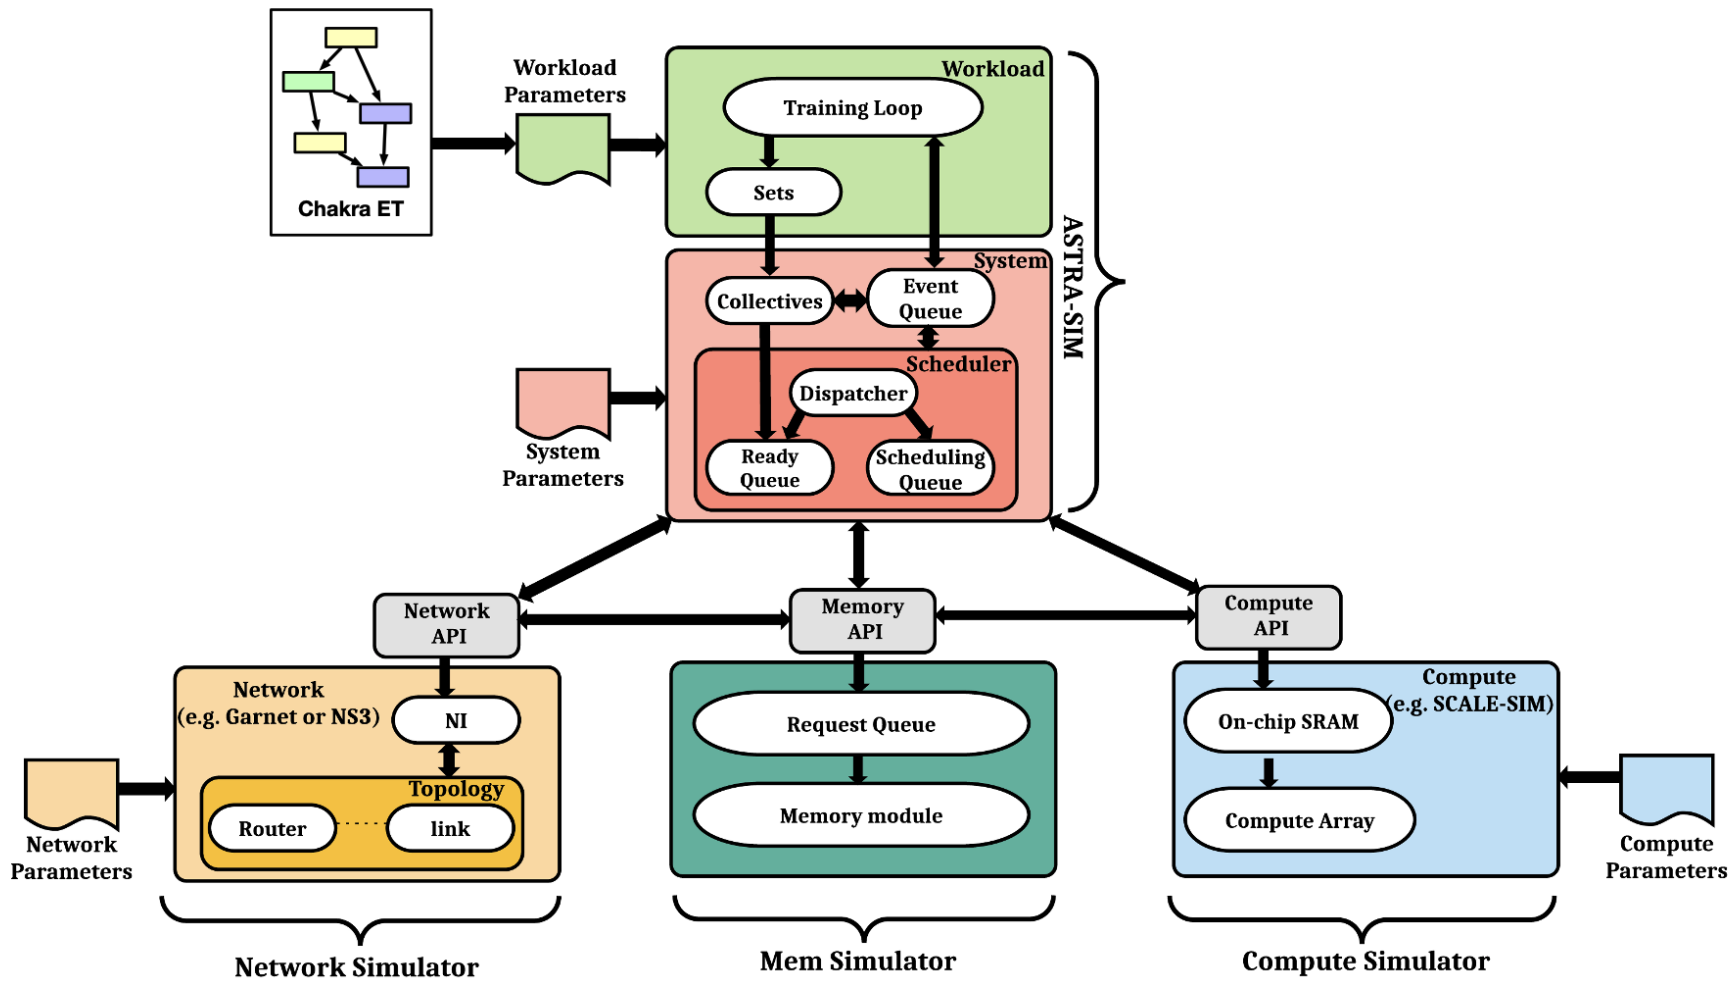 Chakra ET
Workload
Parameters
Workload
Training Loop
Sets
System
Collectives
Event
Queue
Scheduler
Dispatcher
Ready
Queue
Scheduling
Queue
ASTRA-SIM
System
Parameters
Network
API
Memory
API
Compute
API
Network
(e.g. Garnet or NS3)
NI
Topology
Router
link
Network
Parameters
Request Queue
Memory module
Compute
(e.g. SCALE-SIM)
On-chip SRAM
Compute Array
Compute
Parameters
Network Simulator
Mem Simulator
Compute Simulator